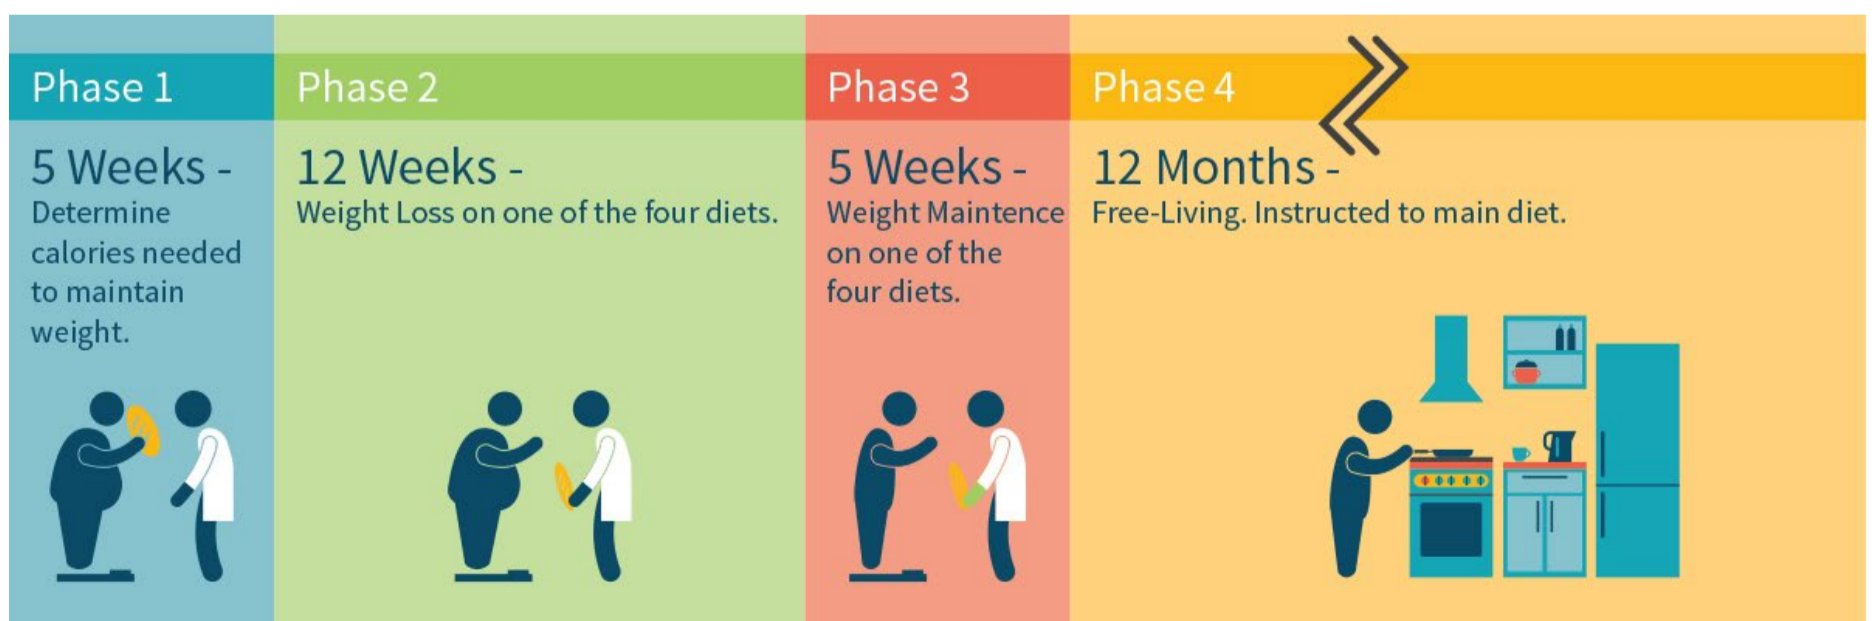 Phase 1
5 Weeks -
Determine
calories needed
to maintain
weight.
Phase 2
12 Weeks -
Weight Loss on one of the four diets.
Phase 3
5 Weeks -
Weight Maintence
on one of the
four diets.
Phase 4
12 Months -
Free-Living. Instructed to main diet.